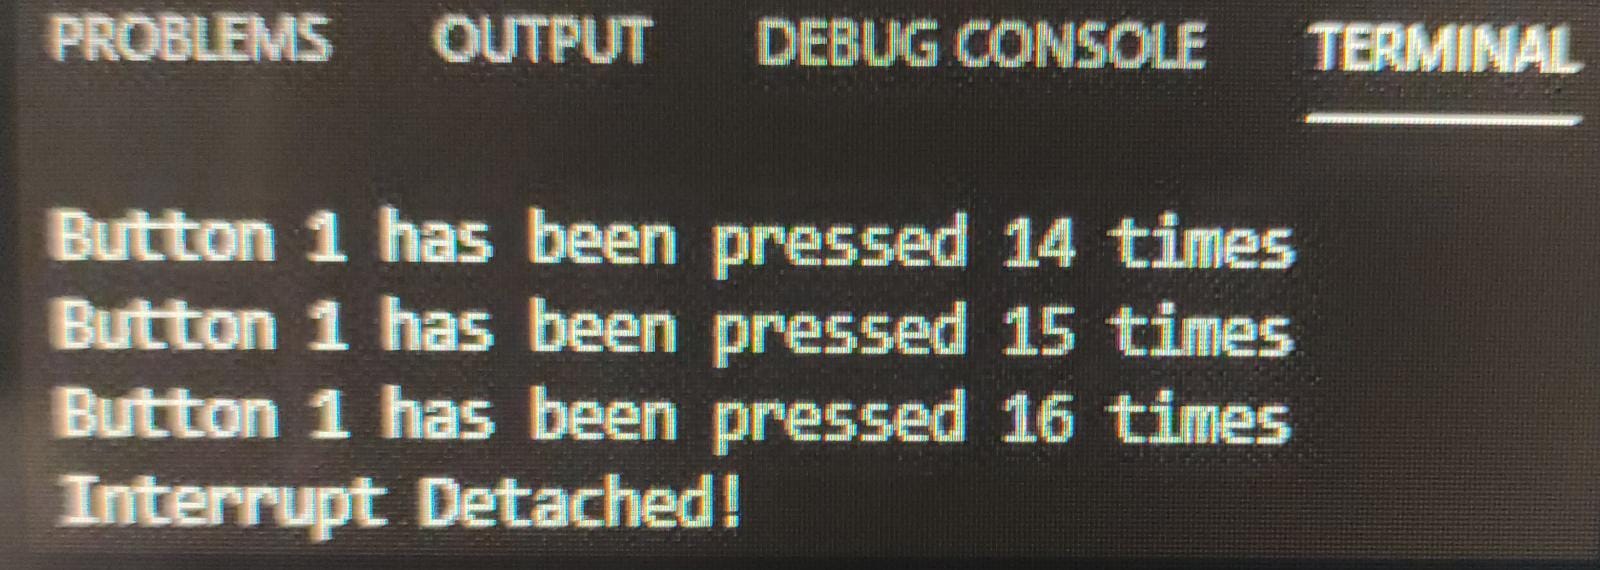 PROBLEMS OUTPUT DEBUG CONSOLE TERMINAL
Button 1 has been pressed 14 times
Button 1 has been pressed 15 times
Button 1 has been pressed 16 times
Interrupt Detached!